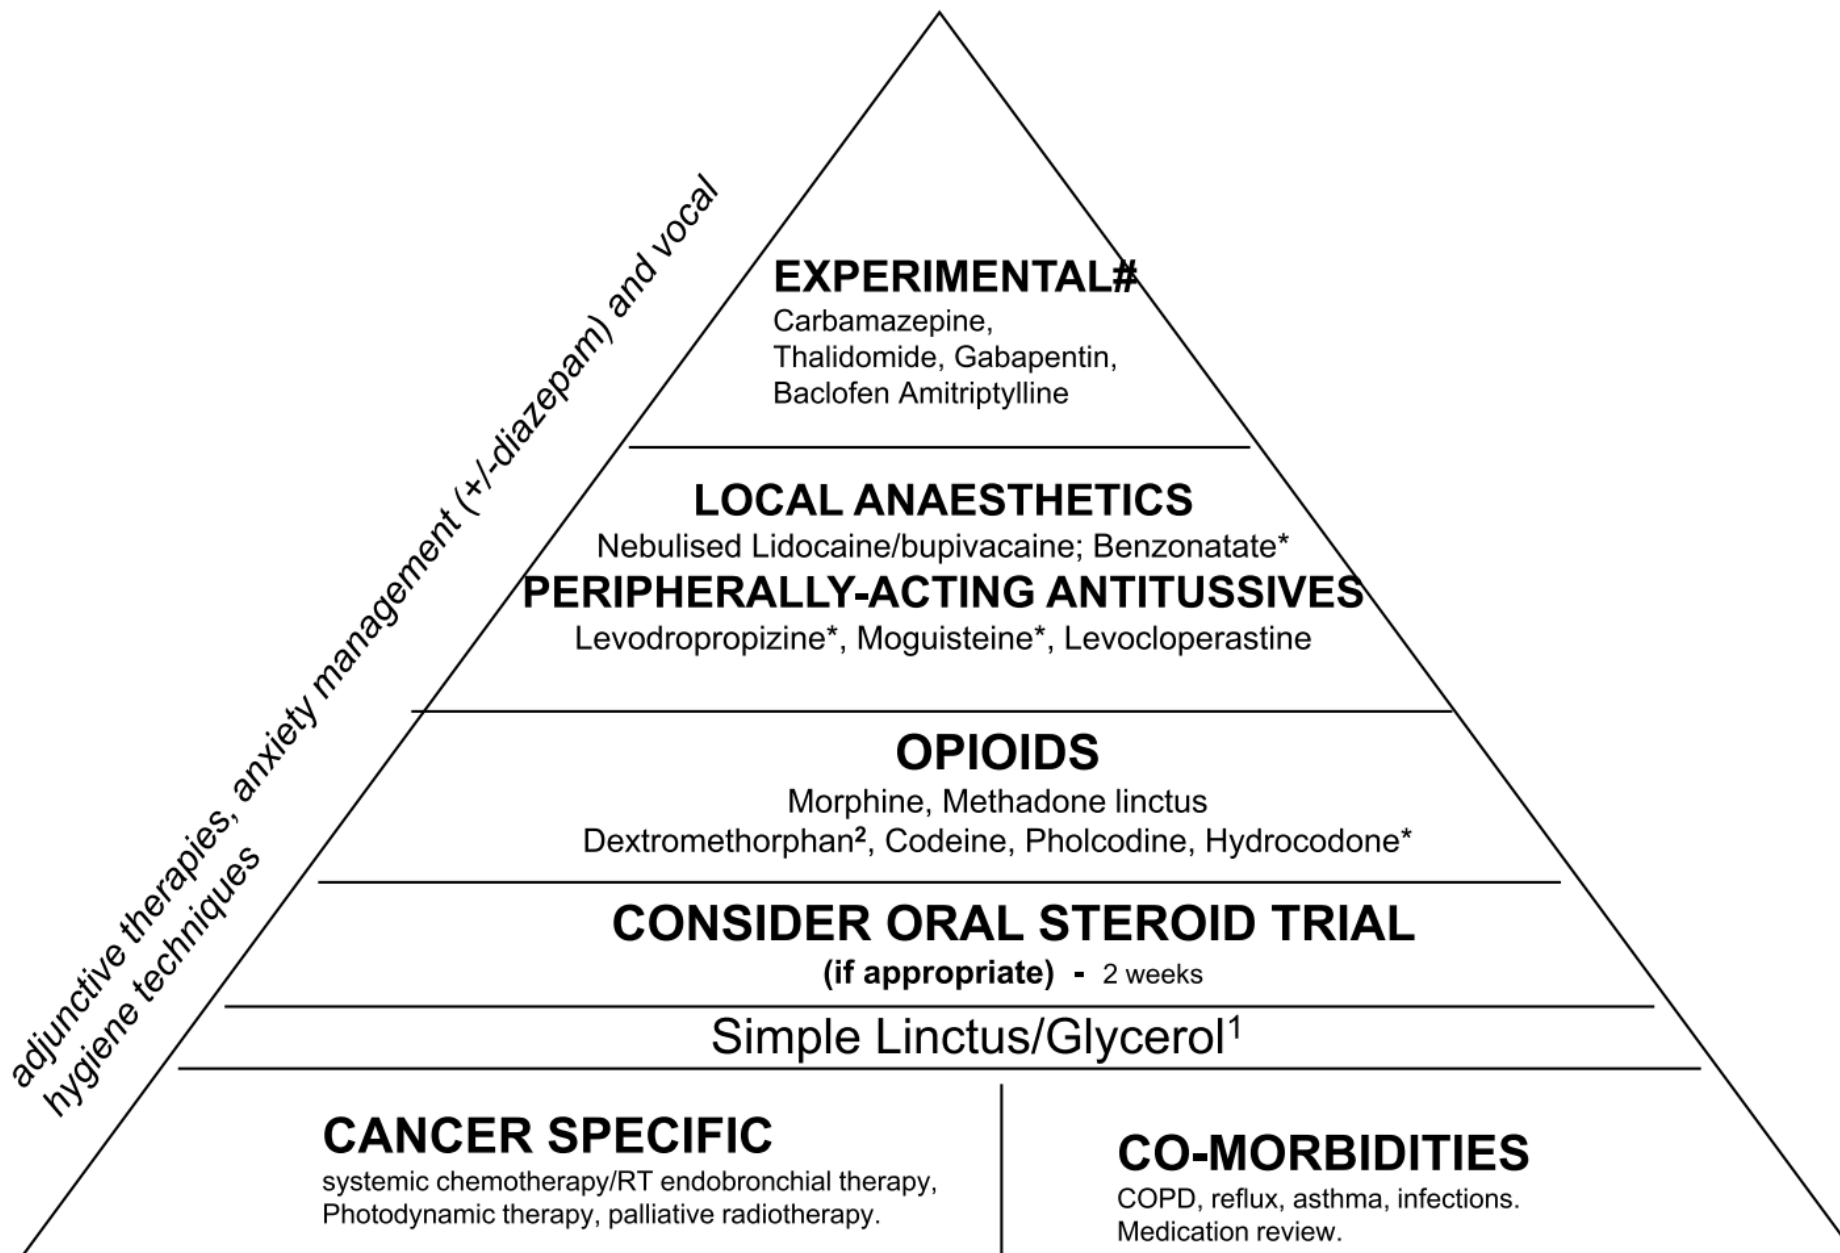 EXPERIMENTAL#
Carbamazepine,
Thalidomide, Gabapentin,
Baclofen Amitriptylline
LOCAL ANAESTHETICS
Nebulised Lidocaine/bupivacaine; Benzonatate*
PERIPHERALLY-ACTING ANTITUSSIVES
Levodropropizine*, Moguisteine*, Levocloperastine
OPIOIDS
Morphine, Methadone linctus
Dextromethorphan², Codeine, Pholcodine, Hydrocodone*
CONSIDER ORAL STEROID TRIAL
(if appropriate) - 2 weeks
Simple Linctus/Glycerol¹
CANCER SPECIFIC
systemic chemotherapy/RT endobronchial therapy,
Photodynamic therapy, palliative radiotherapy.
CO-MORBIDITIES
COPD, reflux, asthma, infections.
Medication review.
adjunctive therapies, anxiety management (+/-diazepam) and vocal
hygiene techniques